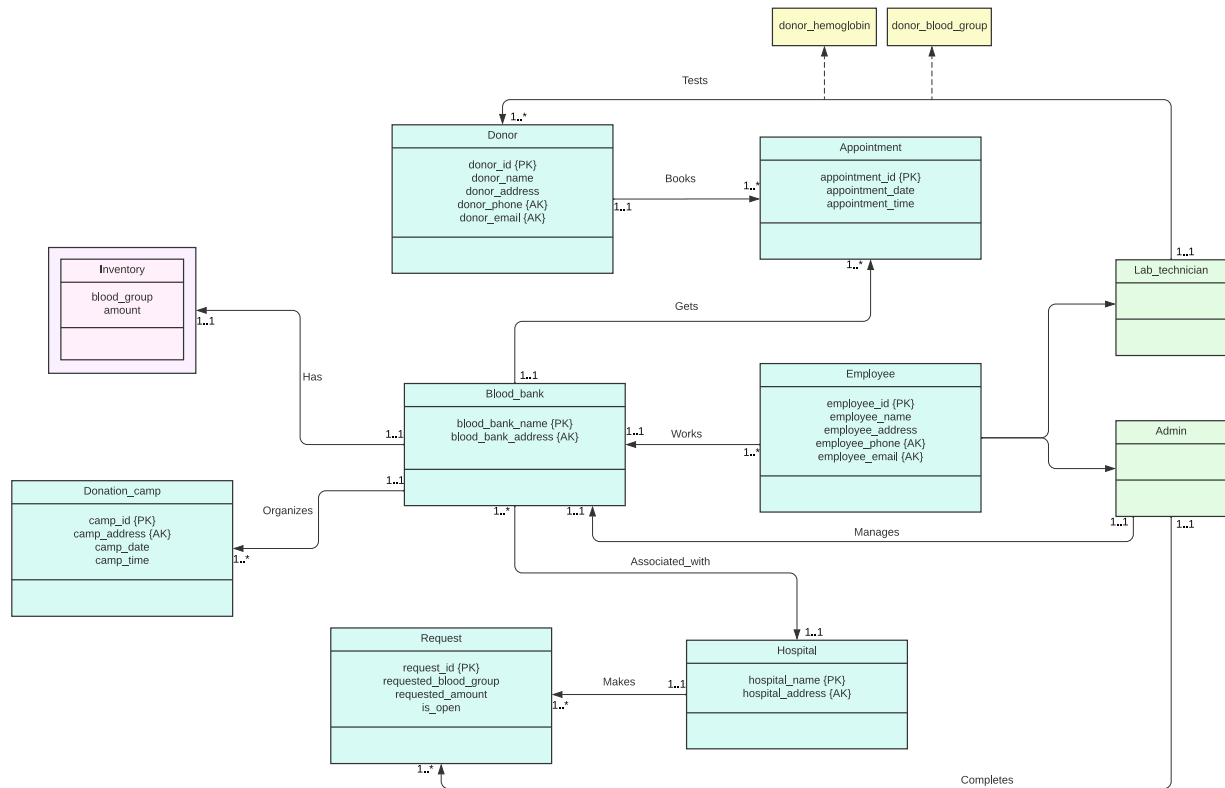 donor_hemoglobin
donor_blood_group
Tests
1..*
Donor
donor_id {PK}
donor_name
donor_address
donor_phone {AK}
donor_email {AK}
Books
1..1
1..*
Appointment
appointment_id {PK}
appointment_date
appointment_time
1..*
1..1
Lab_technician
Inventory
blood_group
amount
1..1
Has
Gets
1..1
Blood_bank
blood_bank_name {PK}
blood_bank_address {AK}
1..1
1..1
Works
1..*
Employee
employee_id {PK}
employee_name
employee_address
employee_phone {AK}
employee_email {AK}
Admin
1..1
1..1
Donation_camp
camp_id {PK}
camp_address {AK}
camp_date
camp_time
1..*
Organizes
1..1
1..*
1..1
Manages
Associated_with
1..1
Request
request_id {PK}
requested_blood_group
requested_amount
is_open
1..*
Makes
1..1
Hospital
hospital_name {PK}
hospital_address {AK}
1..*
Completes